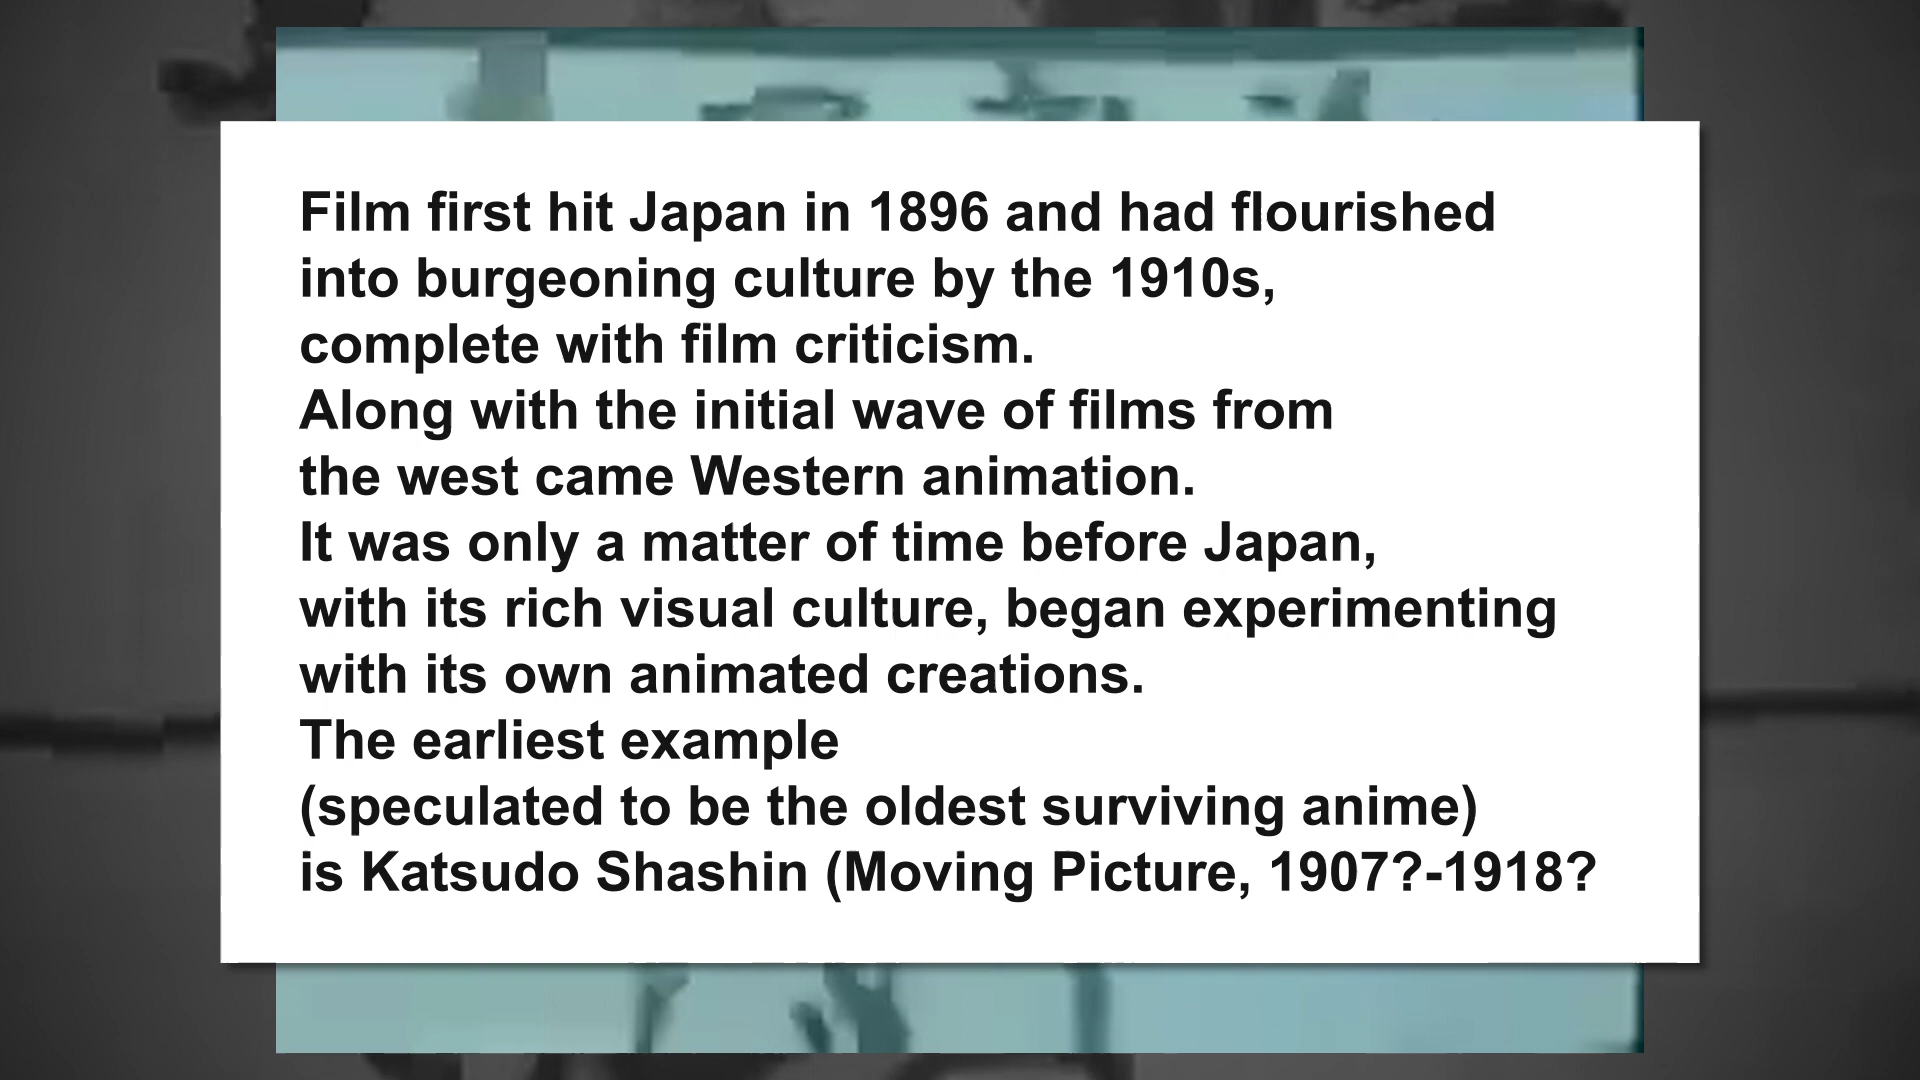 Film first hit Japan in 1896 and had flourished
into burgeoning culture by the 1910s,
complete with film criticism.
Along with the initial wave of films from
the west came Western animation.
It was only a matter of time before Japan,
with its rich visual culture, began experimenting
with its own animated creations.
The earliest example
(speculated to be the oldest surviving anime)
is Katsudo Shashin (Moving Picture, 1907?-1918?